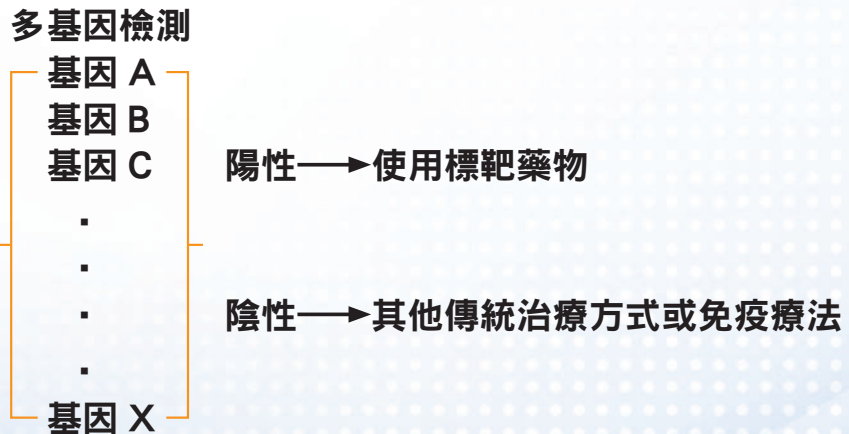 多基因檢測
基因 A
基因 B
基因 C
陽性→使用標靶藥物
.
.
.
陰性→其他傳統治療方式或免疫療法
.
基因 X